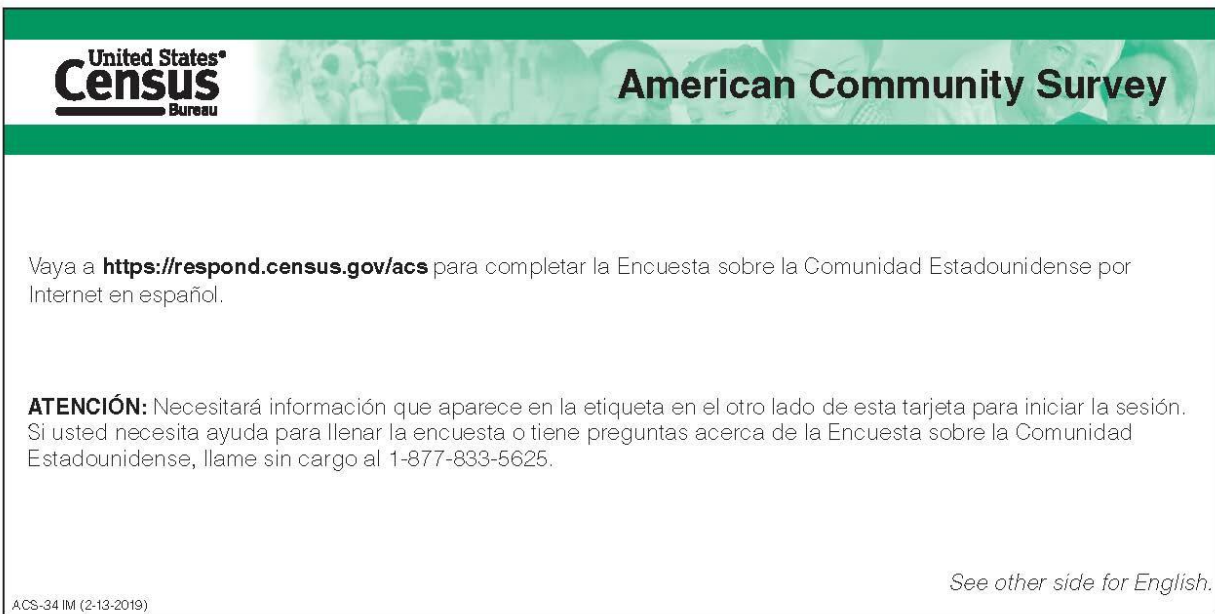 United States®
Census
Bureau
American Community Survey
Vaya a https://respond.census.gov/acs para completar la Encuesta sobre la Comunidad Estadounidense por
Internet en español.
ATENCIÓN: Necesitará información que aparece en la etiqueta en el otro lado de esta tarjeta para iniciar la sesión.
Si usted necesita ayuda para llenar la encuesta o tiene preguntas acerca de la Encuesta sobre la Comunidad
Estadounidense, llame sin cargo al 1-877-833-5625.
See other side for English.
ACS-34 IM (2-13-2019)